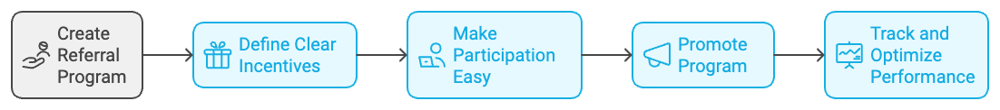 Create
Referral
Program
Define Clear
Incentives
Make
Participation
Easy
Promote
Program
Track and
Optimize
Performance